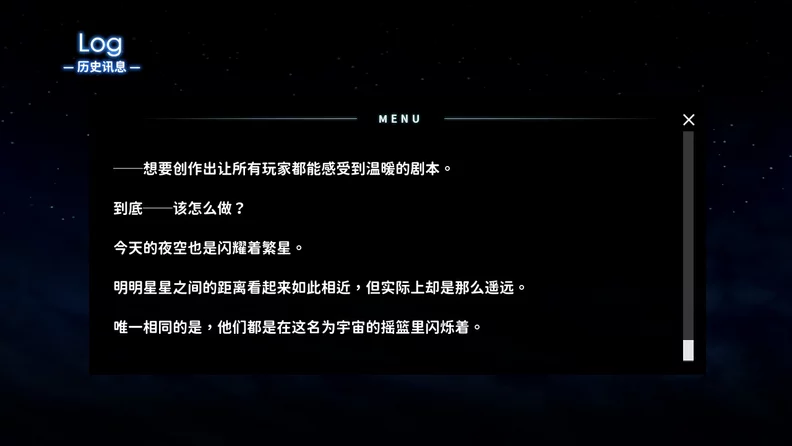 Log
— 历史讯息 —
MENU
——想要创作出让所有玩家都能感受到温暖的剧本。
到底——该怎么做？
今天的夜空也是闪耀着繁星。
明明星星之间的距离看起来如此相近，但实际上却是那么遥远。
唯一相同的是，他们都是在这名为宇宙的摇篮里闪烁着。